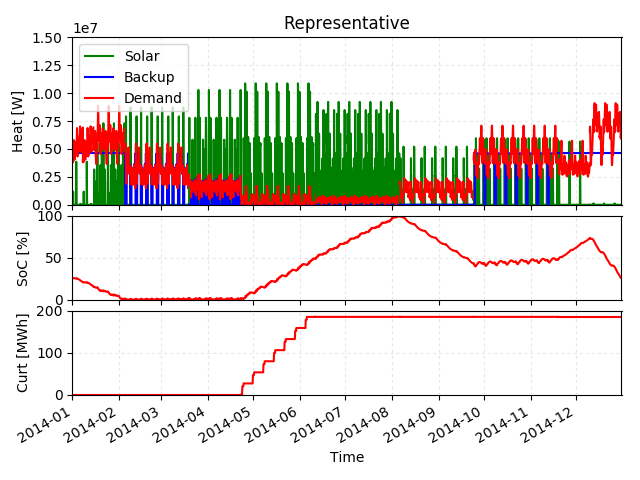 Representative
1e7
1.50
1.25
1.00
0.75
0.50
0.25
0.00
Heat [W]
Solar
Backup
Demand
100
50
0
SoC [%]
200
100
0
Curt [MWh]
2014-01
2014-02
2014-03
2014-04
2014-05
2014-06
2014-07
2014-08
2014-09
2014-10
2014-11
2014-12
Time